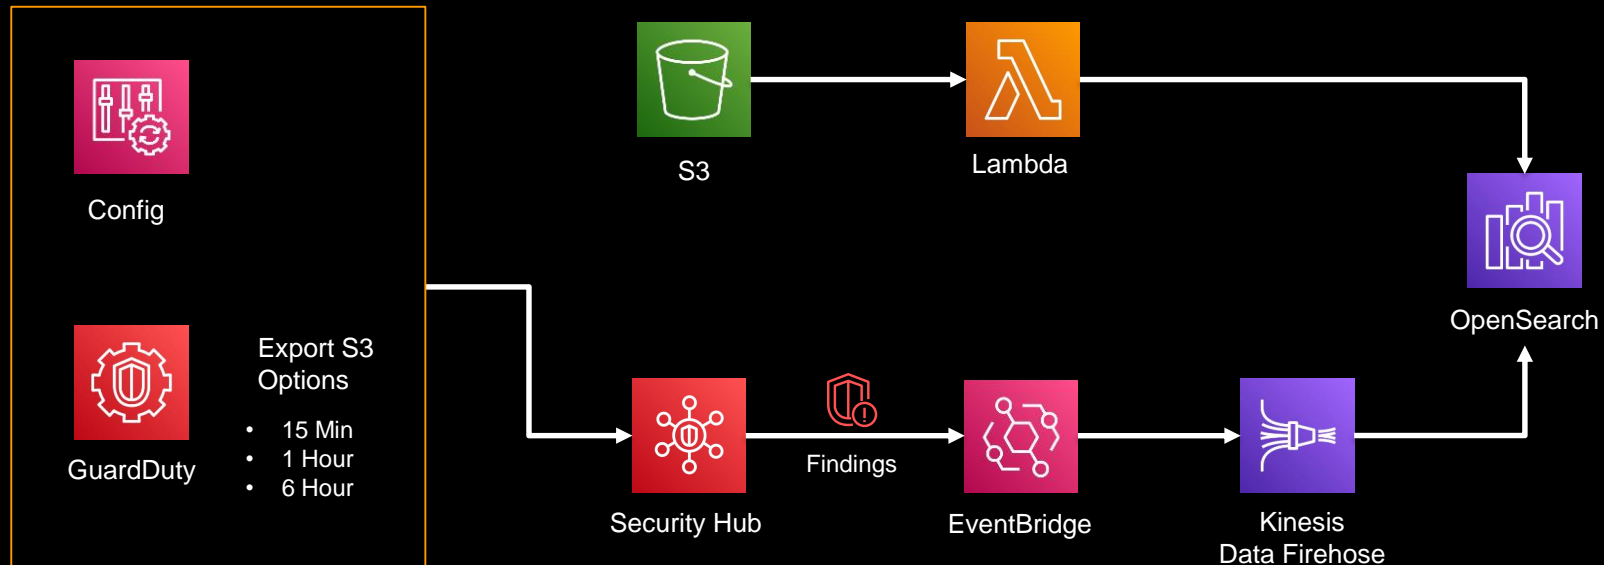 Config
GuardDuty
Export S3
Options
• 15 Min
• 1 Hour
• 6 Hour
S3
Lambda
OpenSearch
Security Hub
Findings
EventBridge
Kinesis
Data Firehose